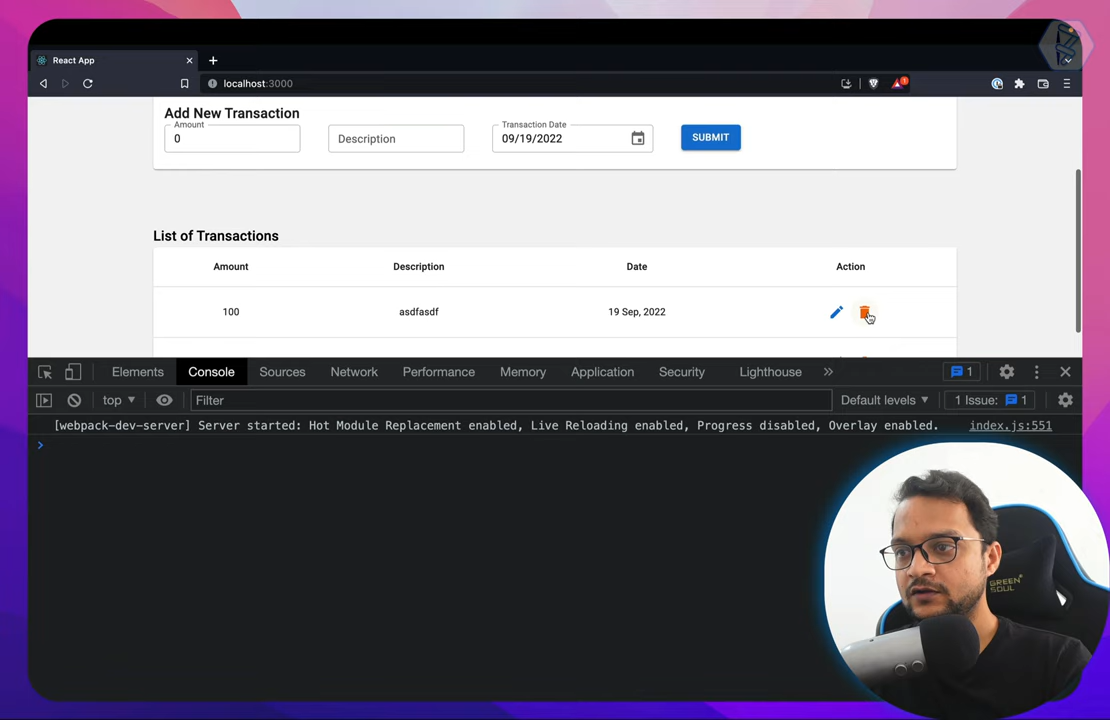 React App
localhost:3000
1
Add New Transaction
Amount
0
Description
Transaction Date
09/19/2022
SUBMIT
List of Transactions
Amount Description Date Action
100 asdfasdf 19 Sep, 2022
Elements Console Sources Network Performance Memory Application Security Lighthouse » 1
top Filter Default levels 1 Issue: 1
[webpack-dev-server] Server started: Hot Module Replacement enabled, Live Reloading enabled, Progress disabled, Overlay enabled. index.js:551
>
GREEN
SOUL